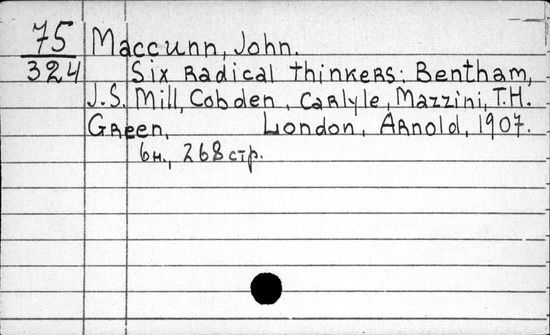 75 Maccunn, John.
324 Six Radical thinkers: Bentham,
J.S. Mill, Cobden, Carlyle, Mazzini, T.H.
Green, London, Arnold, 1907.
6н., 268 стр.